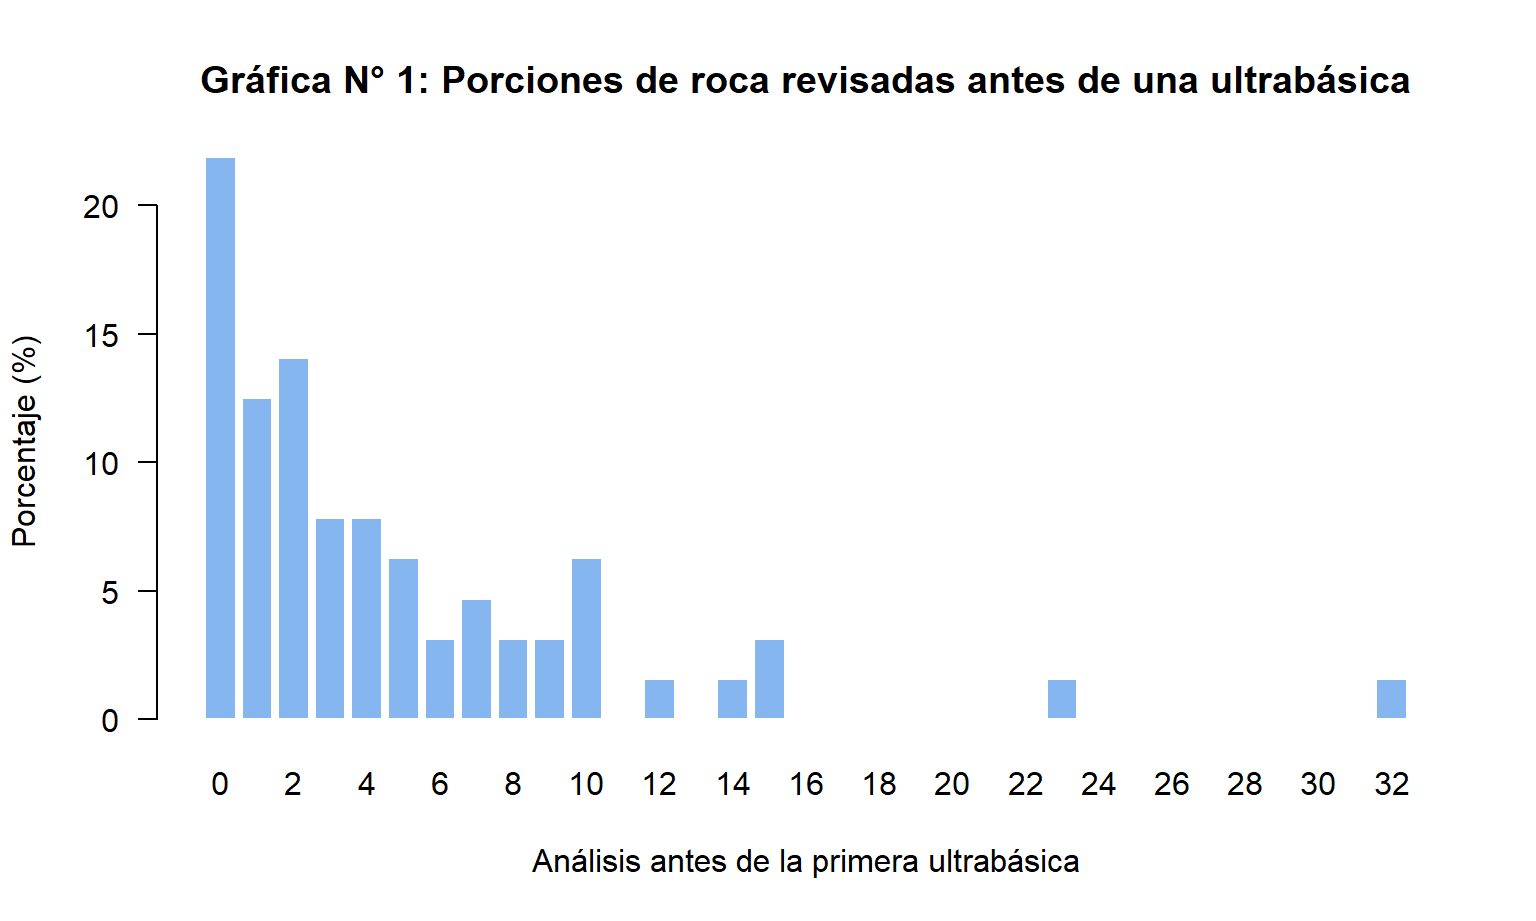 Gráfica N° 1: Porciones de roca revisadas antes de una ultrabásica
20
15
10
5
0
Porcentaje (%)
0 2 4 6 8 10 12 14 16 18 20 22 24 26 28 30 32
Análisis antes de la primera ultrabásica